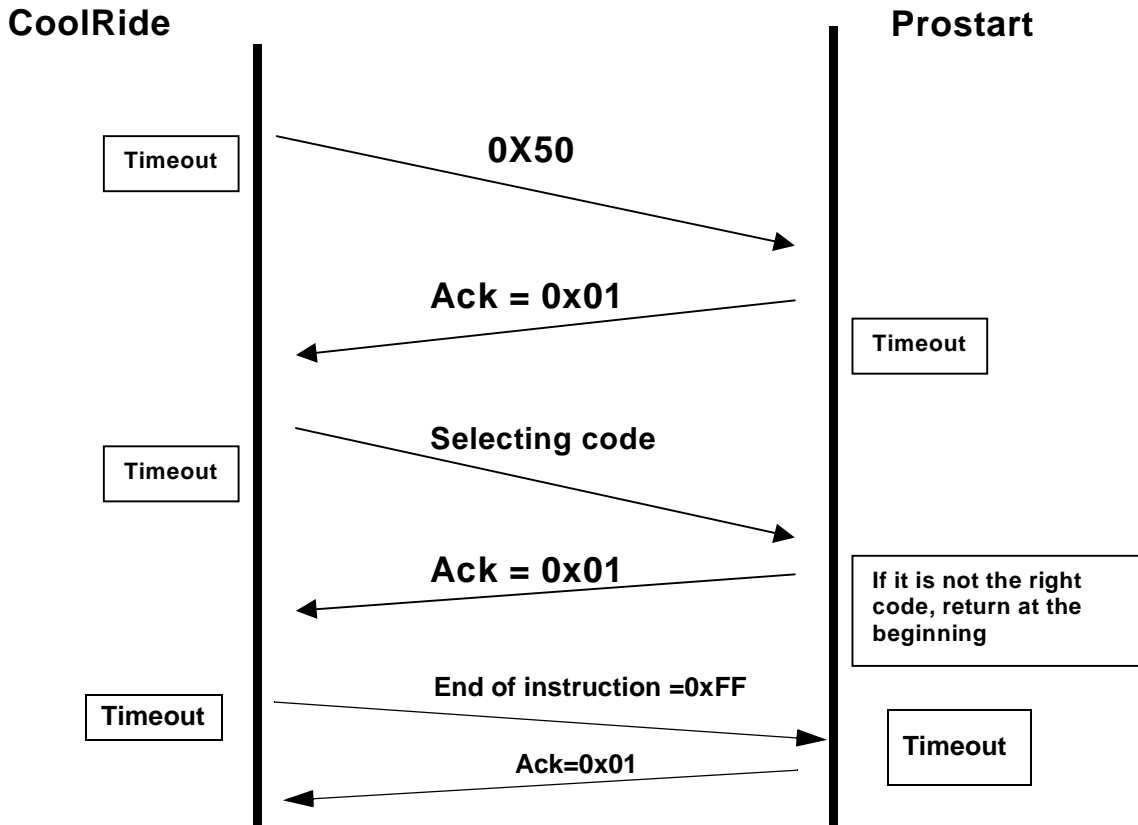 CoolRide
Prostart
Timeout
0X50
Ack = 0x01
Timeout
Selecting code
Timeout
Ack = 0x01
If it is not the right
code, return at the
beginning
End of instruction =0xFF
Timeout
Timeout
Ack=0x01